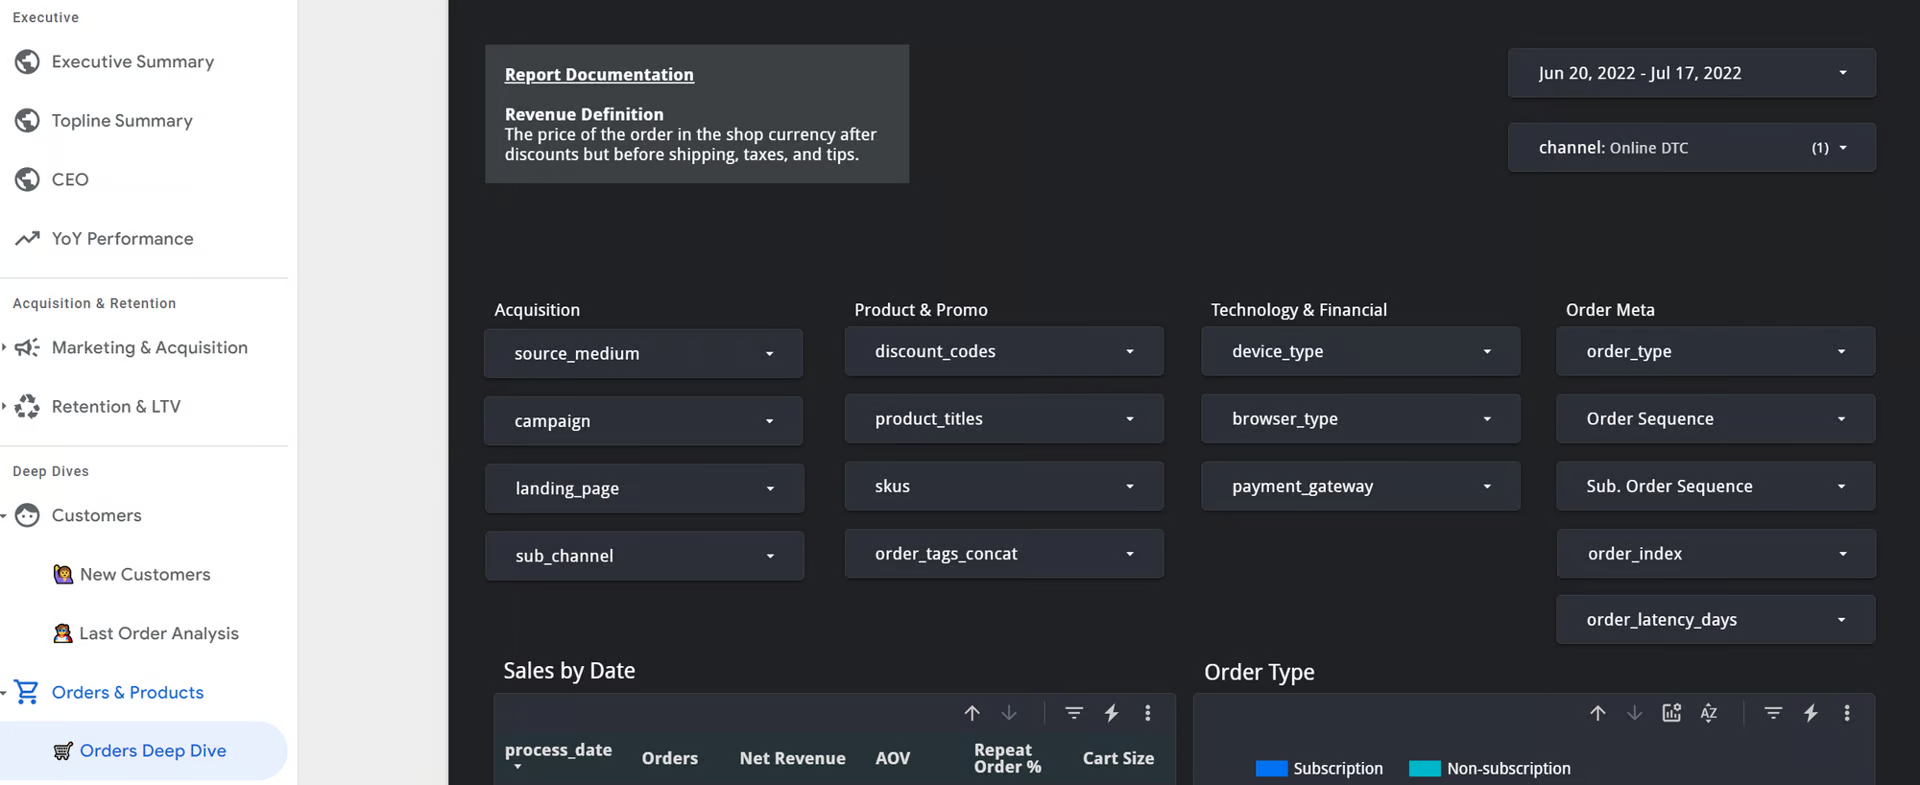 Executive
Executive Summary
Topline Summary
CEO
YoY Performance
Acquisition & Retention
Marketing & Acquisition
Retention & LTV
Deep Dives
Customers
New Customers
Last Order Analysis
Orders & Products
Orders Deep Dive
Report Documentation
Revenue Definition
The price of the order in the shop currency after
discounts but before shipping, taxes, and tips.
Jun 20, 2022 - Jul 17, 2022
channel: Online DTC (1)
Acquisition
source_medium
campaign
landing_page
sub_channel
Product & Promo
discount_codes
product_titles
skus
order_tags_concat
Technology & Financial
device_type
browser_type
payment_gateway
Order Meta
order_type
Order Sequence
Sub. Order Sequence
order_index
order_latency_days
Sales by Date
process_date Orders Net Revenue AOV Repeat Order % Cart Size
Order Type
Subscription Non-subscription